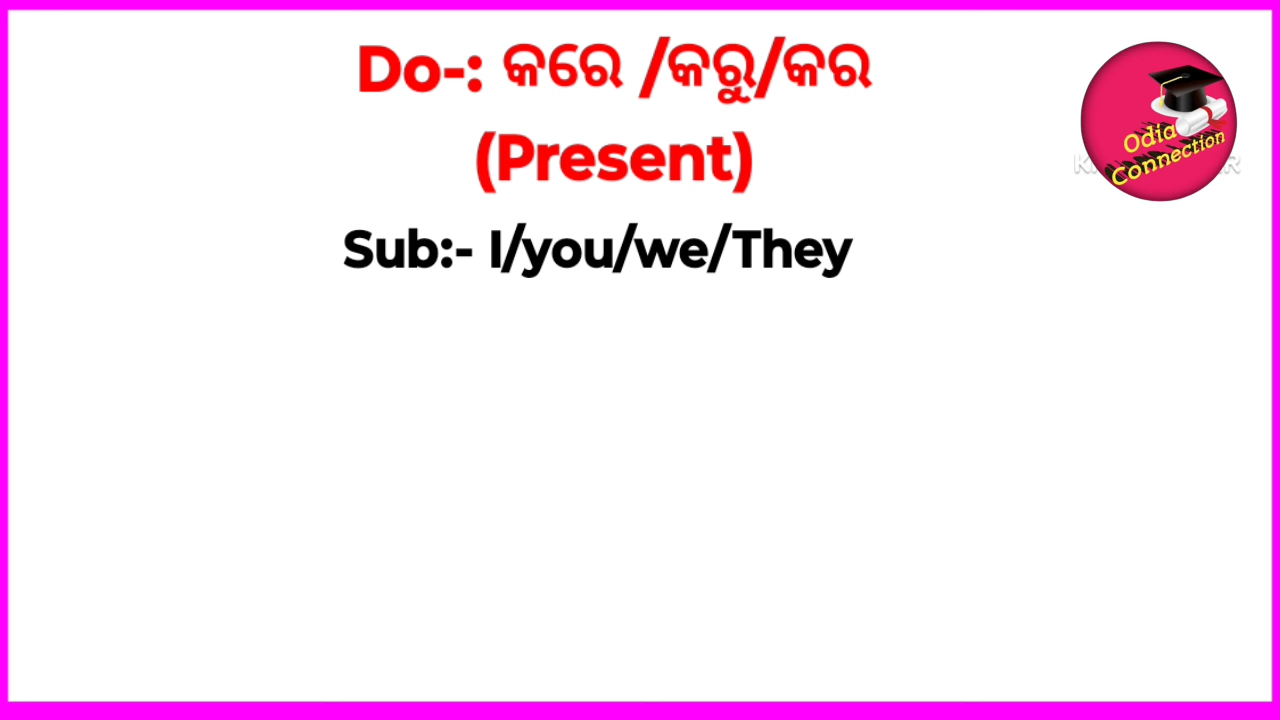 Do-: କରେ /କରୁ/କର
(Present)
Sub:- I/you/we/They
Odia
Connection